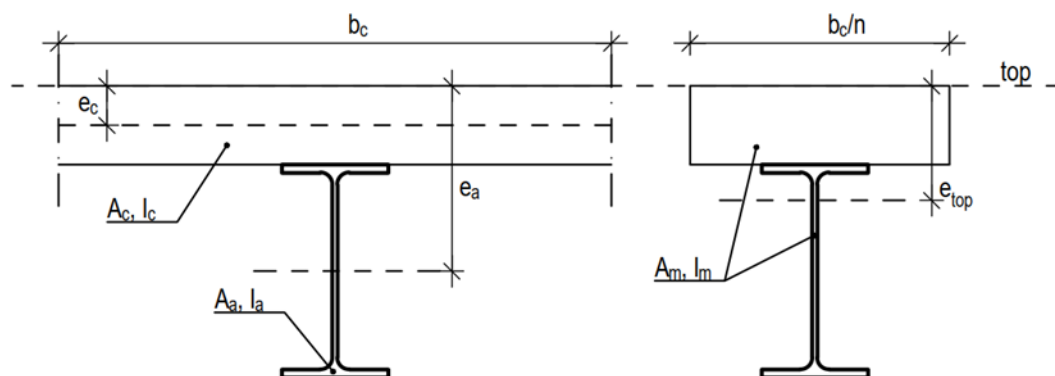 b_c
b_c/n
top
e_c
e_a
e_top
A_c, I_c
A_m, I_m
A_a, I_a